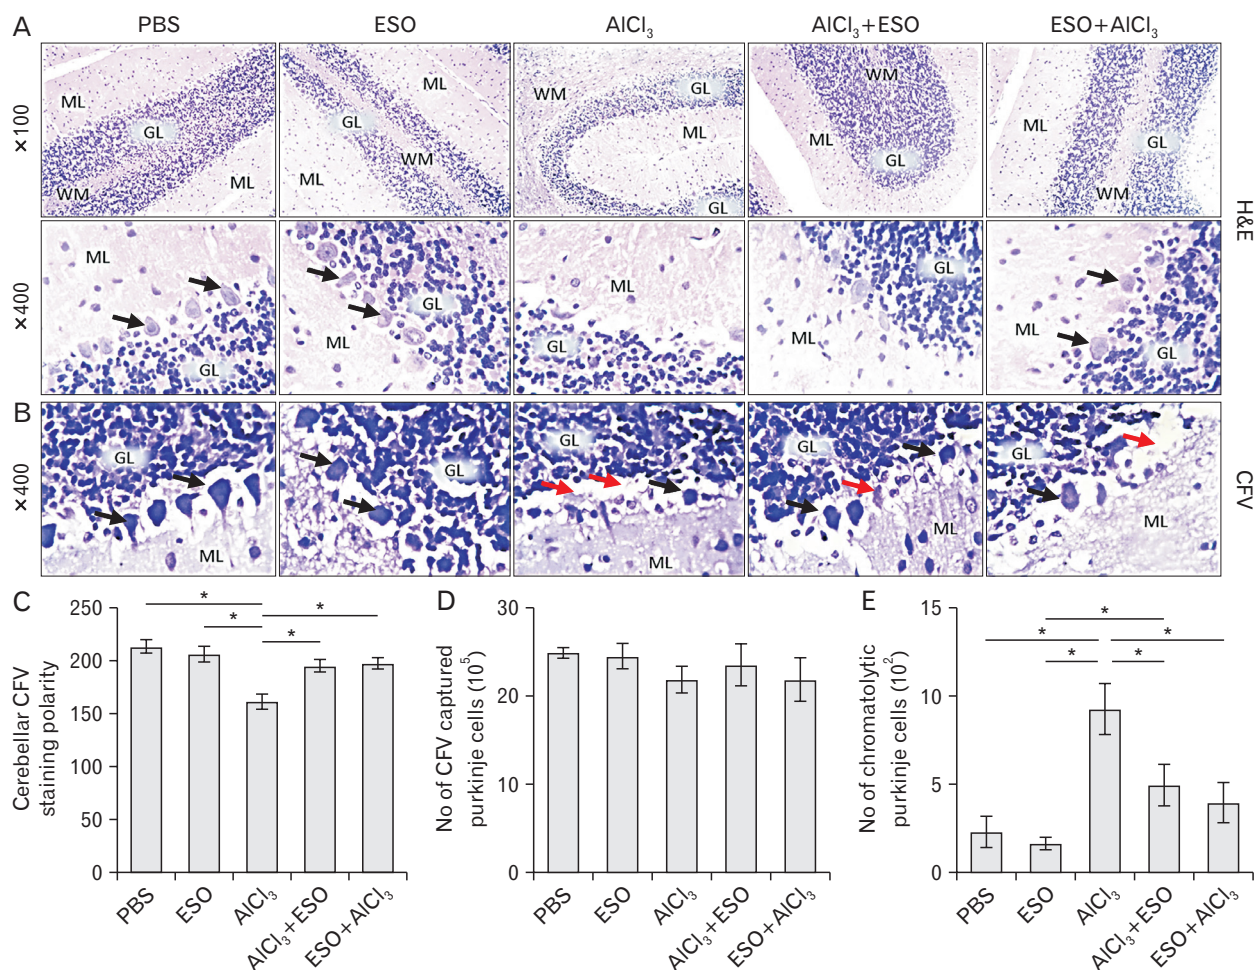 A PBS ESO AlCl₃ AlCl₃+ESO ESO+AlCl₃
×100
ML GL WM ML
GL WM ML ML
WM GL ML GL
WM ML GL
ML GL WM
H&E
×400
ML GL
GL ML
ML GL
GL ML
ML GL
B
×400
GL ML
GL
GL ML
GL ML
GL ML
CFV
C
Cerebellar CFV
staining polarity
250
200
150
100
50
0
* * * *
PBS ESO AlCl₃ AlCl₃+ESO ESO+AlCl₃
D
No of CFV captured
purkinje cells (10⁵)
30
20
10
0
PBS ESO AlCl₃ AlCl₃+ESO ESO+AlCl₃
E
No of chromatolytic
purkinje cells (10²)
15
10
5
0
* * * * *
PBS ESO AlCl₃ AlCl₃+ESO ESO+AlCl₃